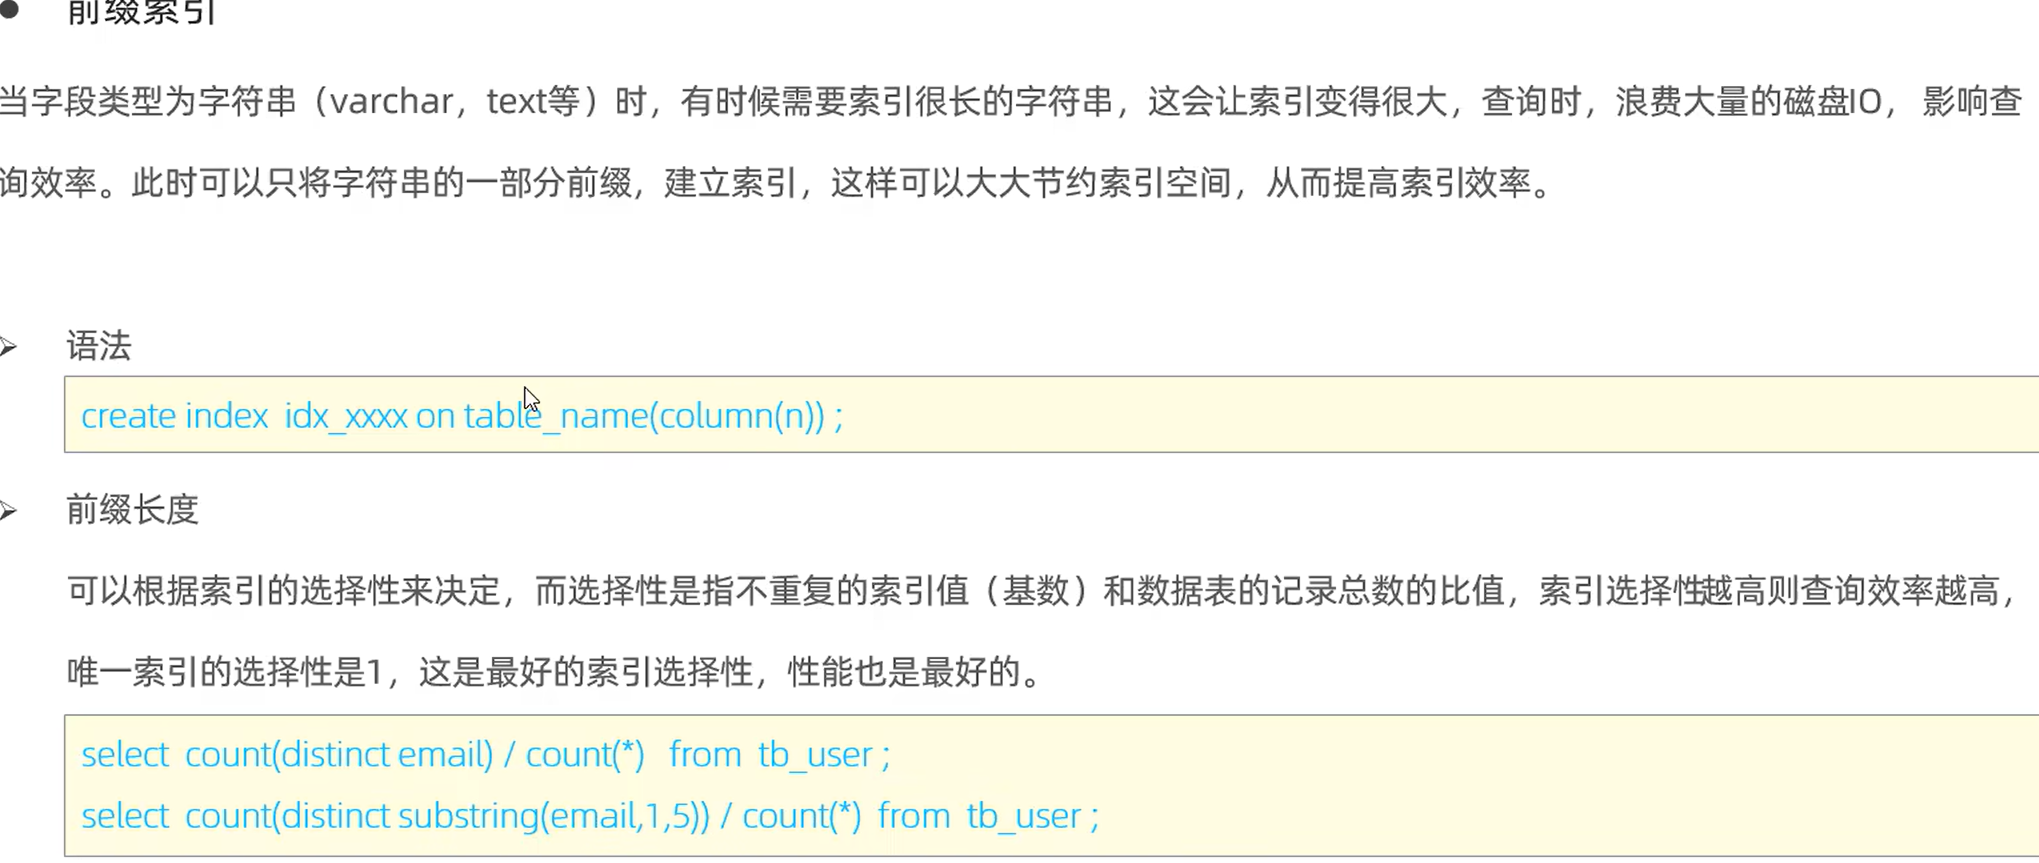 前缀索引
当字段类型为字符串（varchar，text等）时，有时候需要索引很长的字符串，这会让索引变得很大，查询时，浪费大量的磁盘IO， 影响查
询效率。此时可以只将字符串的一部分前缀，建立索引，这样可以大大节约索引空间，从而提高索引效率。
语法
create index  idx_xxxx on table_name(column(n)) ;
前缀长度
可以根据索引的选择性来决定，而选择性是指不重复的索引值（基数）和数据表的记录总数的比值，索引选择性越高则查询效率越高，
唯一索引的选择性是1，这是最好的索引选择性，性能也是最好的。
select  count(distinct email) / count(*)   from  tb_user ;
select  count(distinct substring(email,1,5)) / count(*)  from  tb_user ;